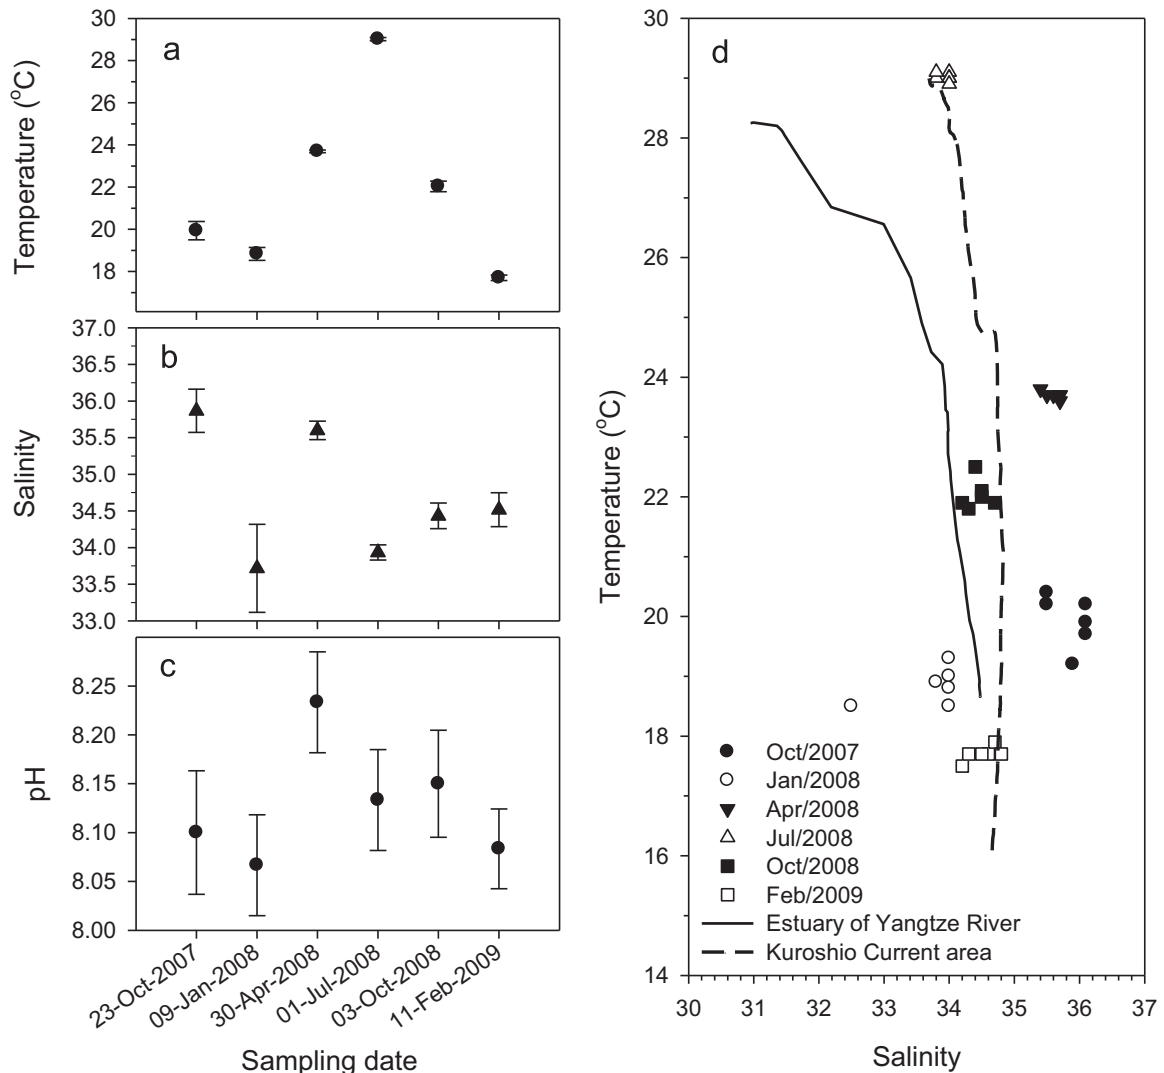 a
Temperature (°C)
30
28
26
24
22
20
18
b
Salinity
37.0
36.5
36.0
35.5
35.0
34.5
34.0
33.5
33.0
c
pH
8.25
8.20
8.15
8.10
8.05
8.00
23-Oct-2007
09-Jan-2008
30-Apr-2008
01-Jul-2008
03-Oct-2008
11-Feb-2009
Sampling date
d
Temperature (°C)
30
28
26
24
22
20
18
16
14
Oct/2007
Jan/2008
Apr/2008
Jul/2008
Oct/2008
Feb/2009
Estuary of Yangtze River
Kuroshio Current area
30 31 32 33 34 35 36 37
Salinity